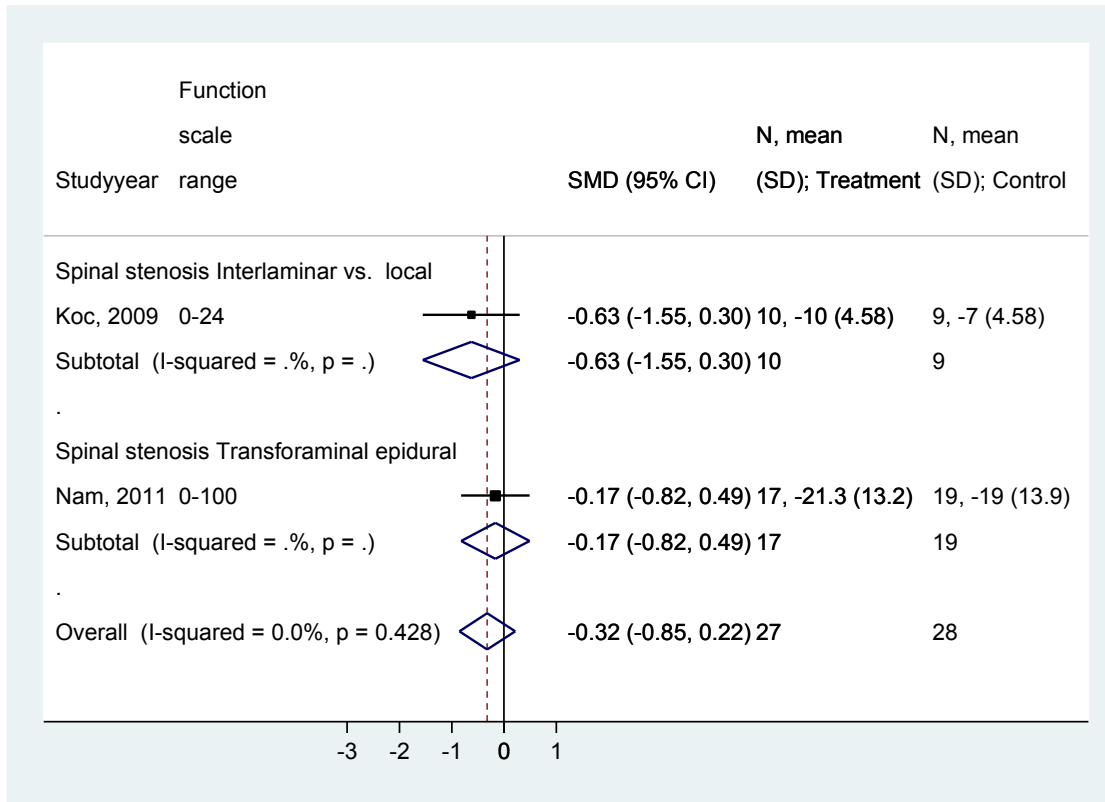 Function
scale N, mean N, mean
Studyyear range SMD (95% CI) (SD); Treatment (SD); Control
Spinal stenosis Interlaminar vs. local
Koc, 2009 0-24 -0.63 (-1.55, 0.30) 10, -10 (4.58) 9, -7 (4.58)
Subtotal (I-squared = .%, p = .) -0.63 (-1.55, 0.30) 10 9
.
Spinal stenosis Transforaminal epidural
Nam, 2011 0-100 -0.17 (-0.82, 0.49) 17, -21.3 (13.2) 19, -19 (13.9)
Subtotal (I-squared = .%, p = .) -0.17 (-0.82, 0.49) 17 19
.
Overall (I-squared = 0.0%, p = 0.428) -0.32 (-0.85, 0.22) 27 28
-3 -2 -1 0 1